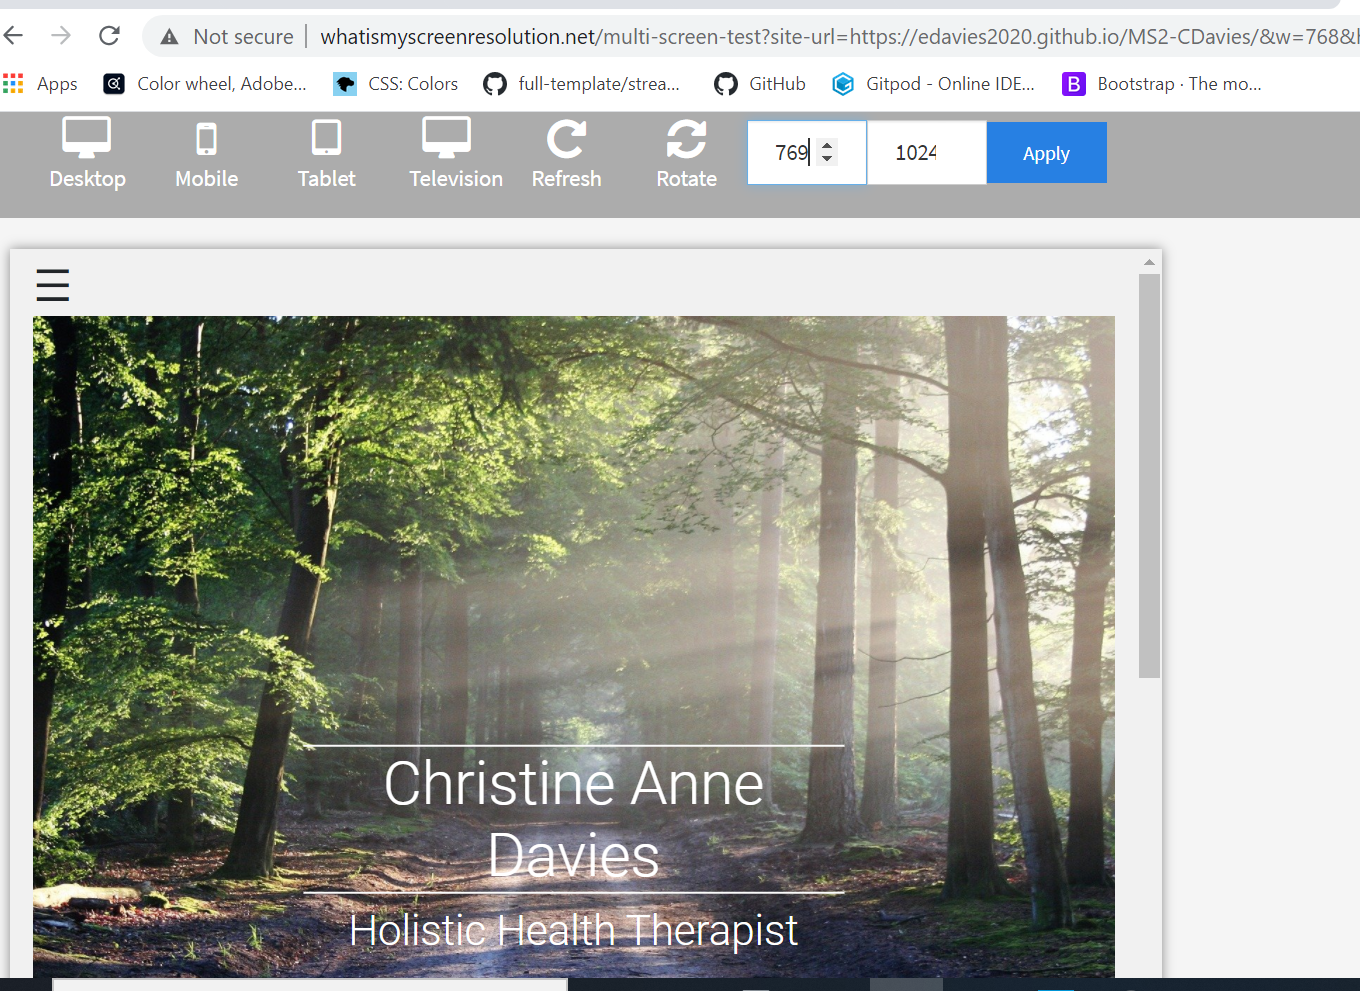 Not secure whatismyscreenresolution.net/multi-screen-test?site-url=https://edavies2020.github.io/MS2-CDavies/&w=768&
Apps Color wheel, Adobe... CSS: Colors full-template/strea... GitHub Gitpod - Online IDE... Bootstrap · The mo...
769 1024 Apply
Desktop Mobile Tablet Television Refresh Rotate
Christine Anne
Davies
Holistic Health Therapist